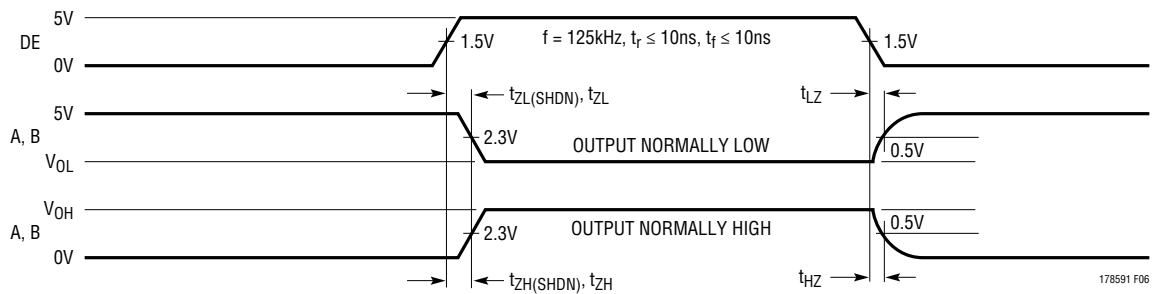 5V
DE
0V
1.5V
f = 125kHz, tr ≤ 10ns, tf ≤ 10ns
1.5V
tZL(SHDN), tZL
tLZ
5V
A, B
VOL
2.3V
OUTPUT NORMALLY LOW
0.5V
VOH
A, B
0V
2.3V
OUTPUT NORMALLY HIGH
0.5V
tZH(SHDN), tZH
tHZ
178591 F06